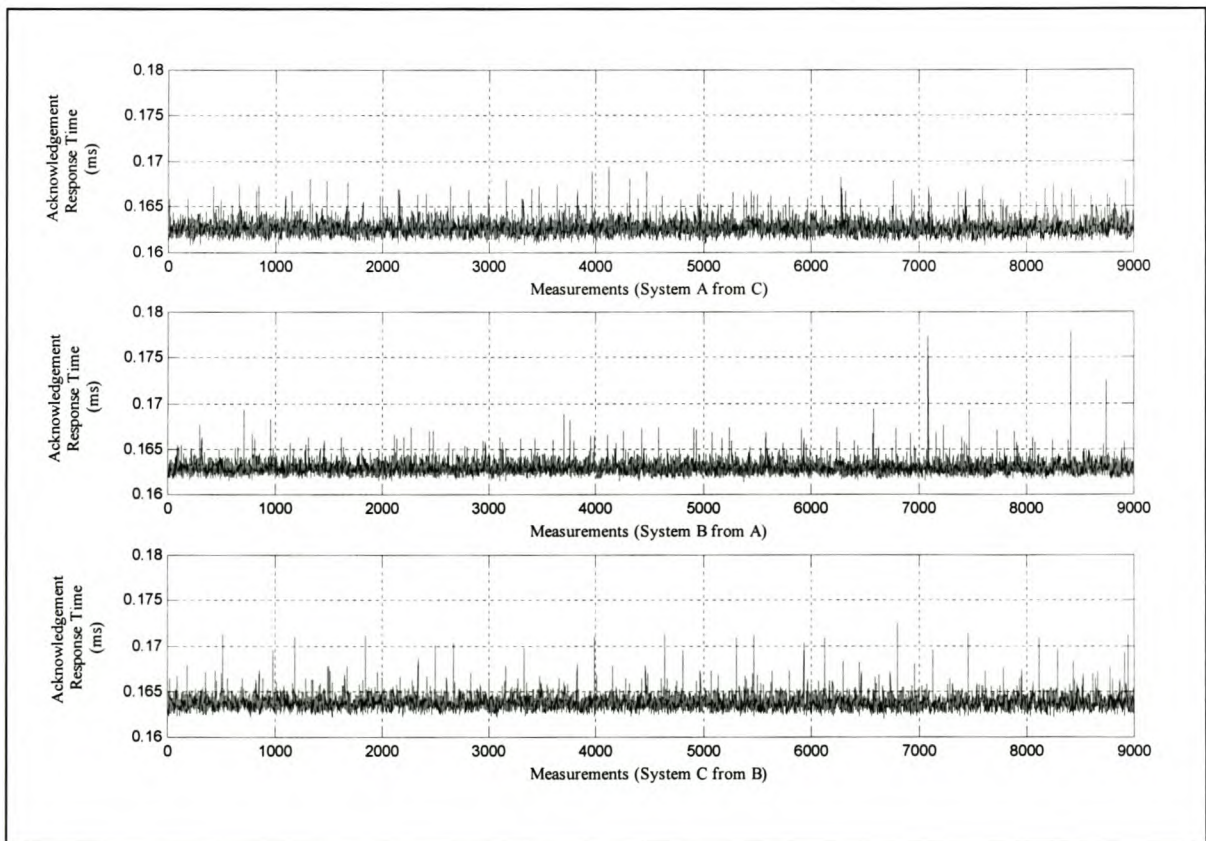 Acknowledgement
Response Time
(ms)
0.18
0.175
0.17
0.165
0.16
0 1000 2000 3000 4000 5000 6000 7000 8000 9000
Measurements (System A from C)
Acknowledgement
Response Time
(ms)
0.18
0.175
0.17
0.165
0.16
0 1000 2000 3000 4000 5000 6000 7000 8000 9000
Measurements (System B from A)
Acknowledgement
Response Time
(ms)
0.18
0.175
0.17
0.165
0.16
0 1000 2000 3000 4000 5000 6000 7000 8000 9000
Measurements (System C from B)